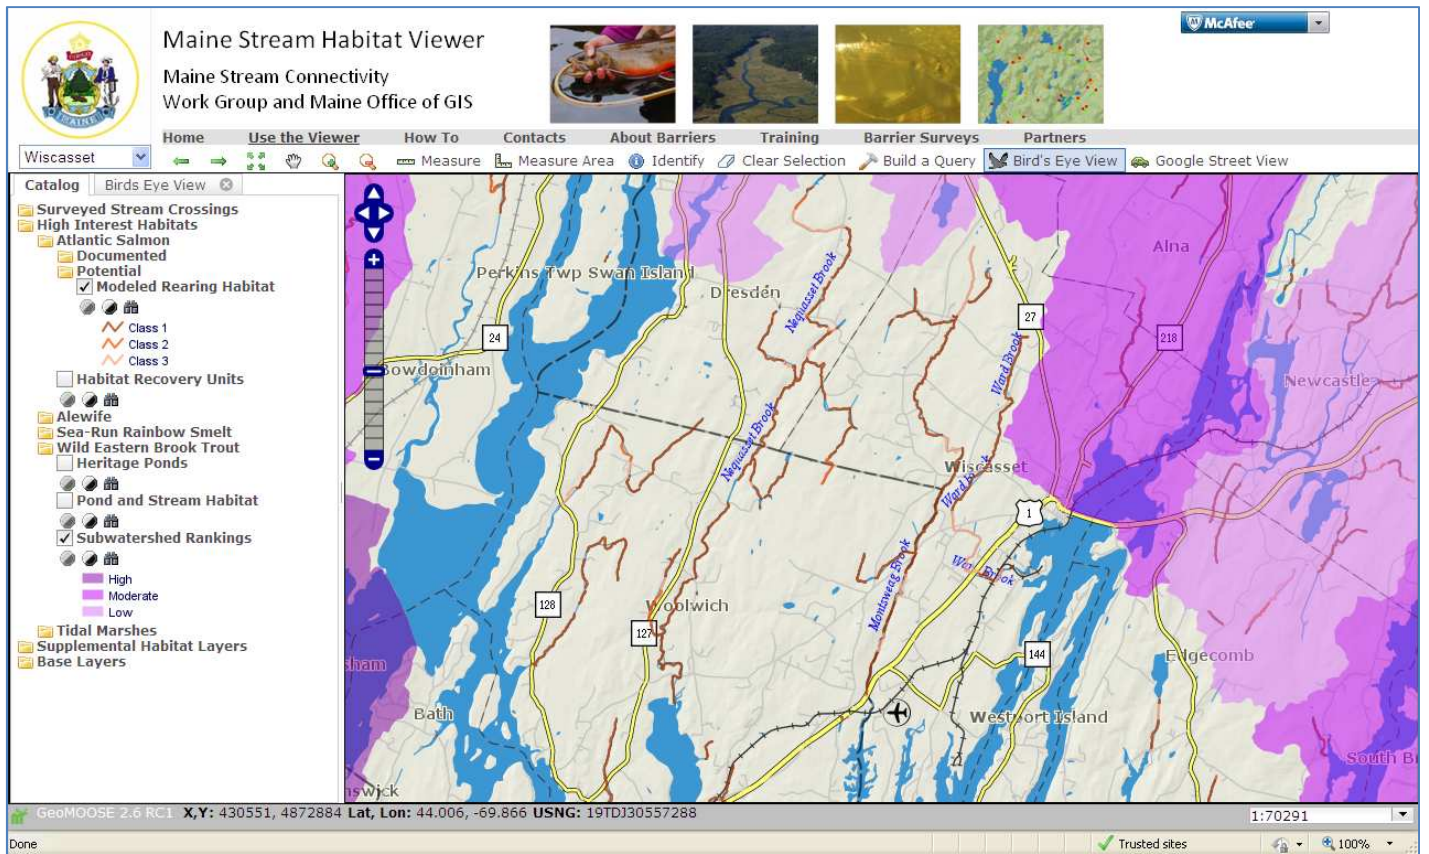 McAfee
Maine Stream Habitat Viewer
Maine Stream Connectivity
Work Group and Maine Office of GIS
Home Use the Viewer How To Contacts About Barriers Training Barrier Surveys Partners
Wiscasset Measure Measure Area Identify Clear Selection Build a Query Bird's Eye View Google Street View
Catalog Birds Eye View
Surveyed Stream Crossings
High Interest Habitats
Atlantic Salmon
Documented
Potential
Modeled Rearing Habitat
Class 1
Class 2
Class 3
Habitat Recovery Units
Alewife
Sea-Run Rainbow Smelt
Wild Eastern Brook Trout
Heritage Ponds
Pond and Stream Habitat
Subwatershed Rankings
High
Moderate
Low
Tidal Marshes
Supplemental Habitat Layers
Base Layers
Alna
Perkins Twp Swan Island
Dresden
Nequasset Brook
27
24
218
Ward Brook
Bowdoinham
Newcastle
Nequasset Brook
Wiscasset
Ward Brook
1
Montsweag Brook
128
Woolwich
127
144
Edgecomb
sham
Bath
Westport Island
South B
nswick
GeoMOOSE 2.6 RC1 X,Y: 430551, 4872884 Lat, Lon: 44.006, -69.866 USNG: 19TDJ30557288
1:70291
Done Trusted sites 100%